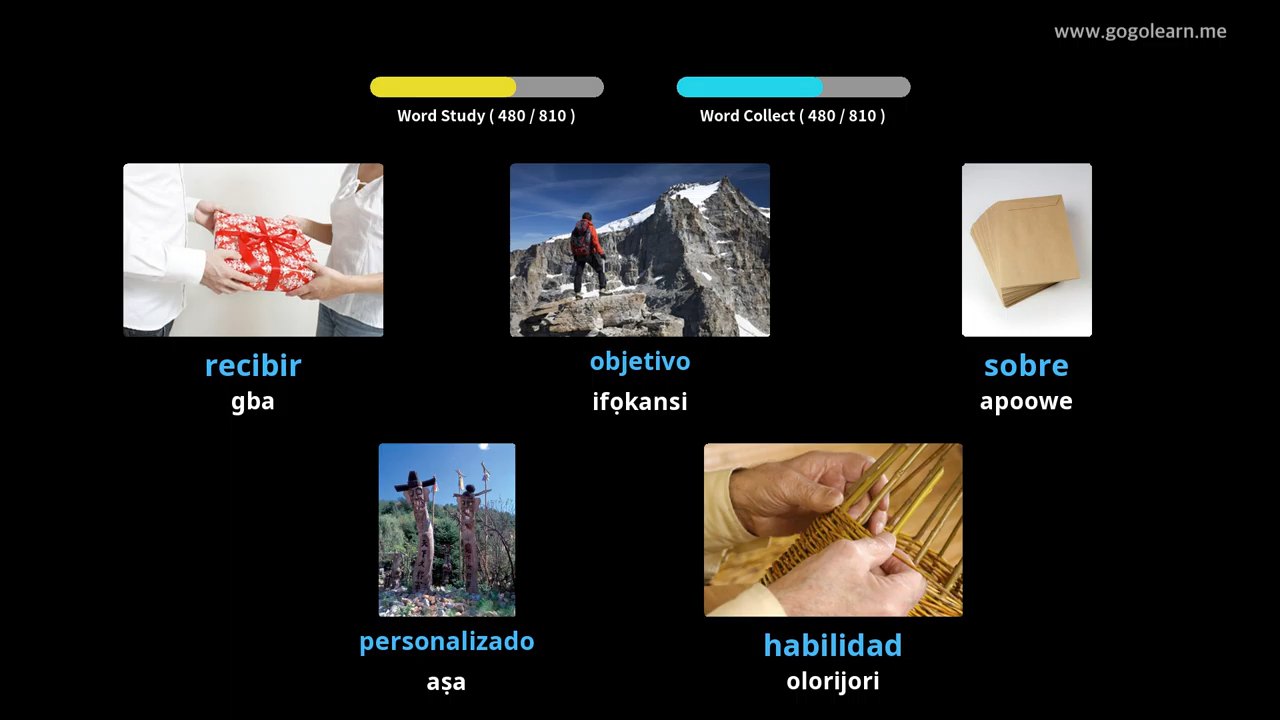 www.gogolearn.me
Word Study ( 480 / 810 )
Word Collect ( 480 / 810 )
recibir
gba
objetivo
ifọkansi
sobre
apoowe
personalizado
aṣa
habilidad
olorijori